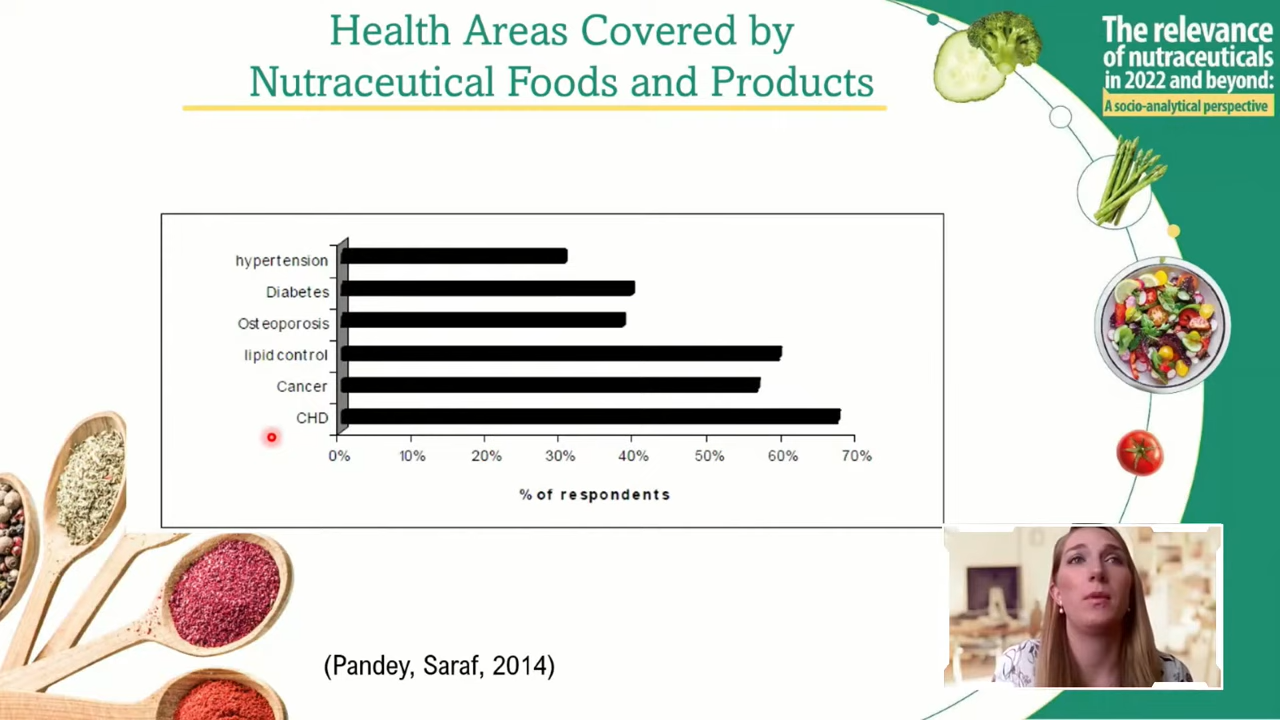 Health Areas Covered by
Nutraceutical Foods and Products
The relevance
of nutraceuticals
in 2022 and beyond:
A socio-analytical perspective
hypertension
Diabetes
Osteoporosis
lipid control
Cancer
CHD
0% 10% 20% 30% 40% 50% 60% 70%
% of respondents
(Pandey, Saraf, 2014)